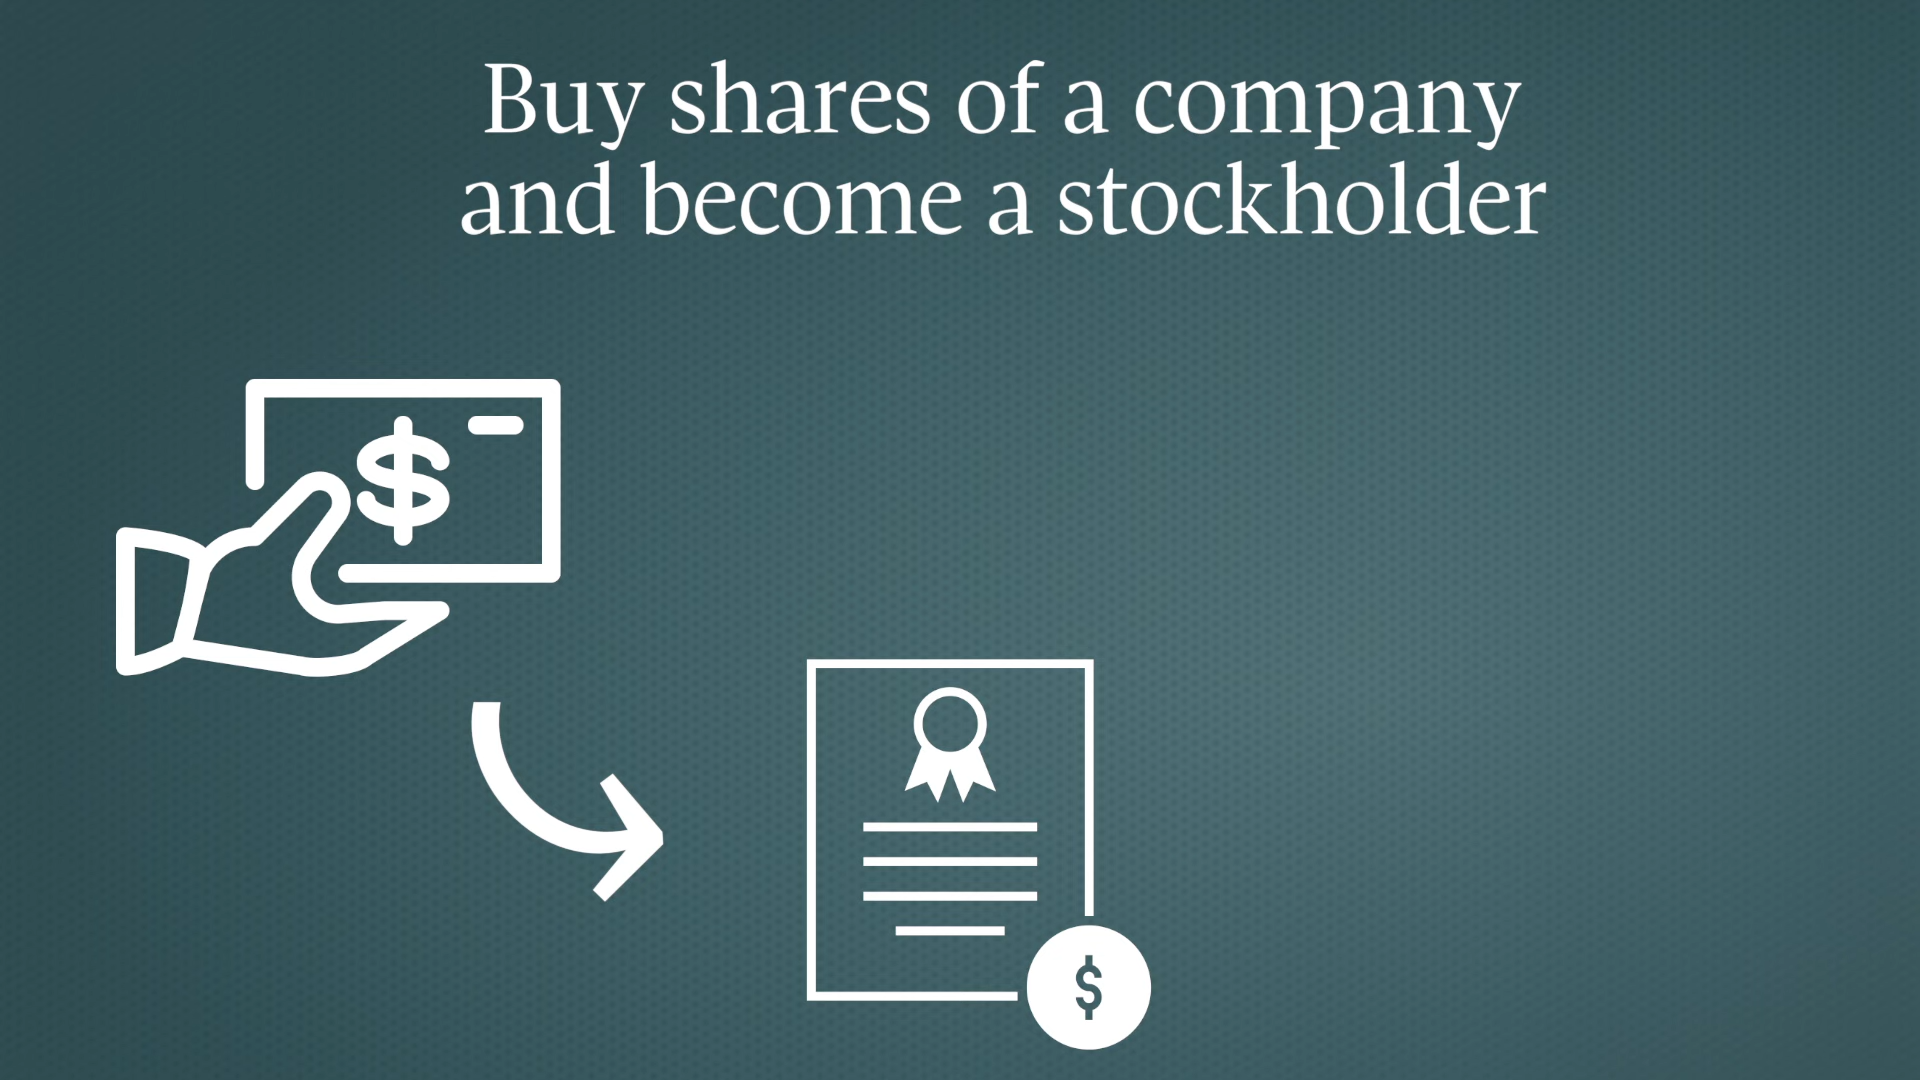 Buy shares of a company
and become a stockholder
$
$